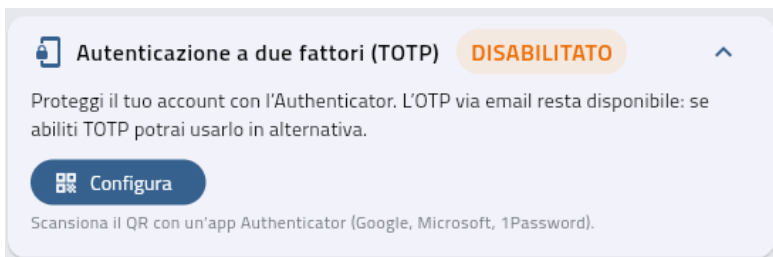 Autenticazione a due fattori (TOTP) DISABILITATO
Proteggi il tuo account con l'Authenticator. L'OTP via email resta disponibile: se
abiliti TOTP potrai usarlo in alternativa.
Configura
Scansiona il QR con un'app Authenticator (Google, Microsoft, 1Password).